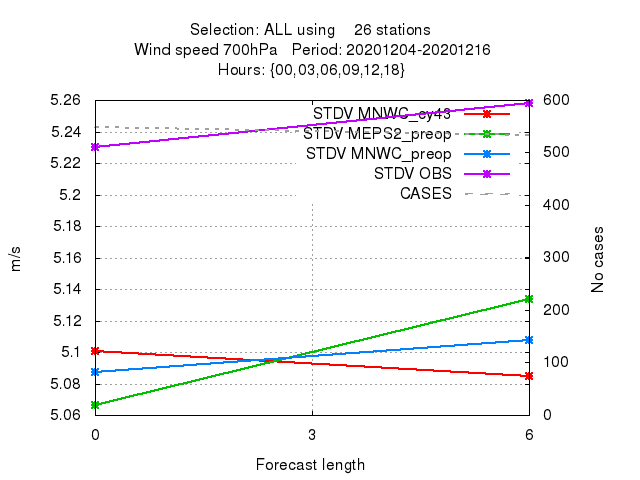 Selection: ALL using    26 stations
Wind speed 700hPa   Period: 20201204-20201216
Hours: {00,03,06,09,12,18}
5.26
5.24
5.22
5.2
5.18
5.16
5.14
5.12
5.1
5.08
5.06
m/s
STDV MNWC_cy43
STDV MEPS2_preop
STDV MNWC_preop
STDV OBS
CASES
600
500
400
300
200
100
0
No cases
0 3 6
Forecast length